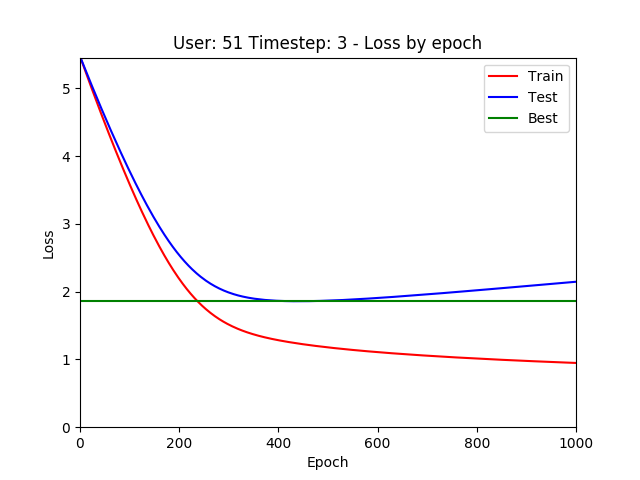 User: 51 Timestep: 3 - Loss by epoch
Train
Test
Best
Loss
5
4
3
2
1
0
0 200 400 600 800 1000
Epoch